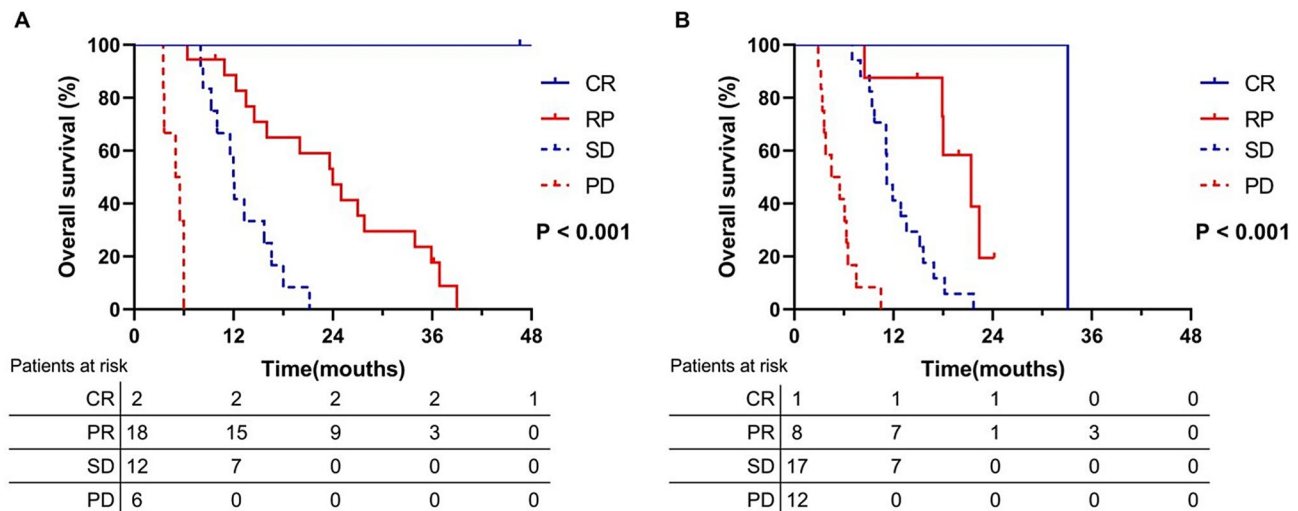 A
Overall survival (%)
100
80
60
40
20
0
0 12 24 36 48
Time(mouths)
CR
RP
SD
PD
P < 0.001
Patients at risk
CR 2 2 2 2 1
PR 18 15 9 3 0
SD 12 7 0 0 0
PD 6 0 0 0 0
B
Overall survival (%)
100
80
60
40
20
0
0 12 24 36 48
Time(mouths)
CR
RP
SD
PD
P < 0.001
Patients at risk
CR 1 1 1 0 0
PR 8 7 1 3 0
SD 17 7 0 0 0
PD 12 0 0 0 0